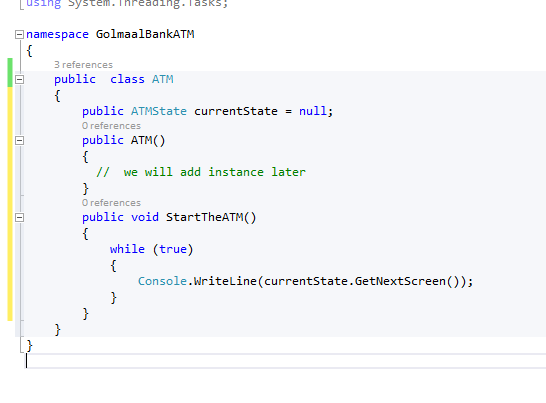 using System.Threading.Tasks;
namespace GolmaalBankATM
{
3 references
public  class ATM
{
public ATMState currentState = null;
0 references
public ATM()
{
//  we will add instance later
}
0 references
public void StartTheATM()
{
while (true)
{
Console.WriteLine(currentState.GetNextScreen());
}
}
}
}